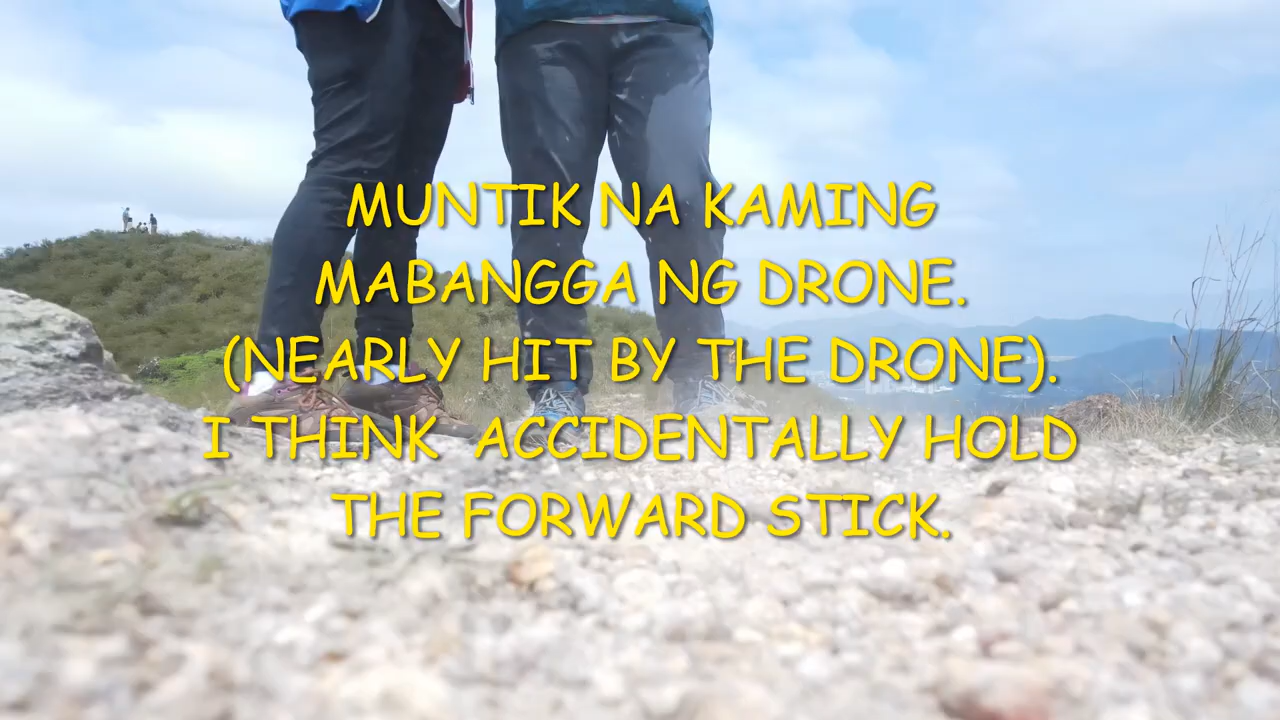 MUNTIK NA KAMING
MABANGGA NG DRONE.
(NEARLY HIT BY THE DRONE).
I THINK ACCIDENTALLY HOLD
THE FORWARD STICK.